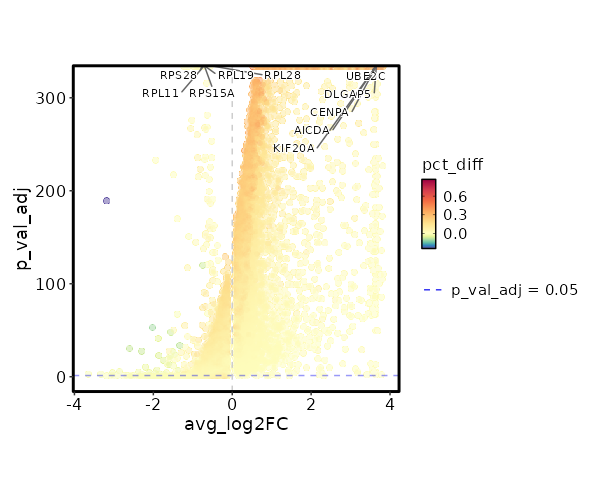 RPS28 RPL19 RPL28 UBE2C
RPL11 RPS15A DLGAP5
CENPA
AICDA
KIF20A
300
200
100
0
p_val_adj
-4 -2 0 2 4
avg_log2FC
pct_diff
0.6
0.3
0.0
p_val_adj = 0.05